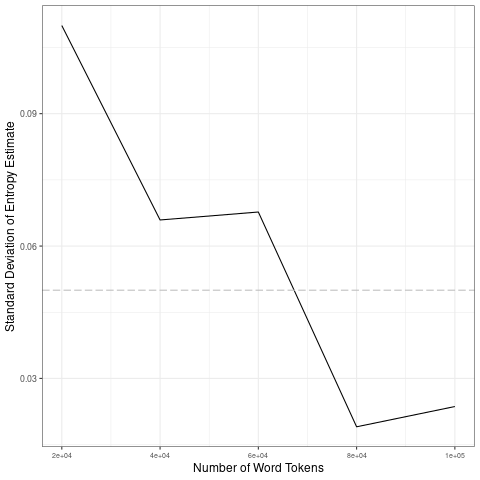 Standard Deviation of Entropy Estimate
0.09
0.06
0.03
2e+04 4e+04 6e+04 8e+04 1e+05
Number of Word Tokens